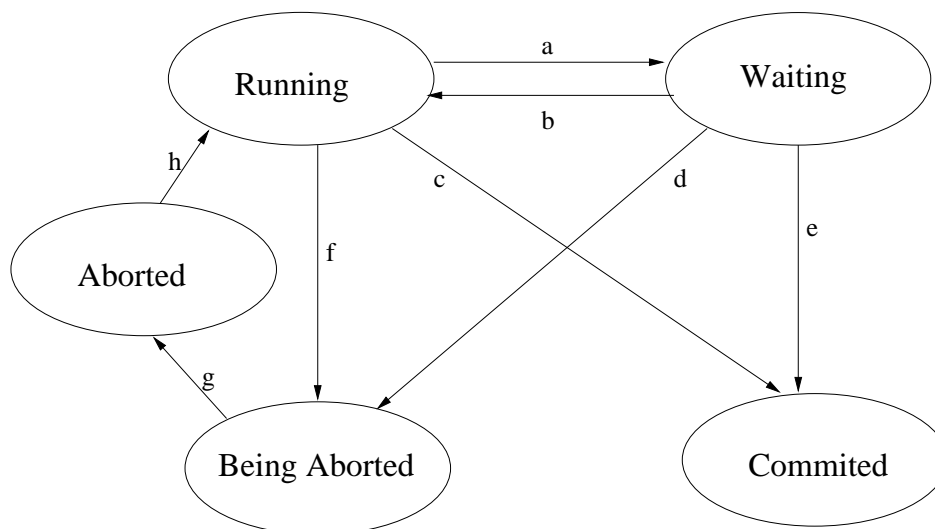 a
Running
Waiting
b
h
c
d
e
f
Aborted
g
Being Aborted
Commited